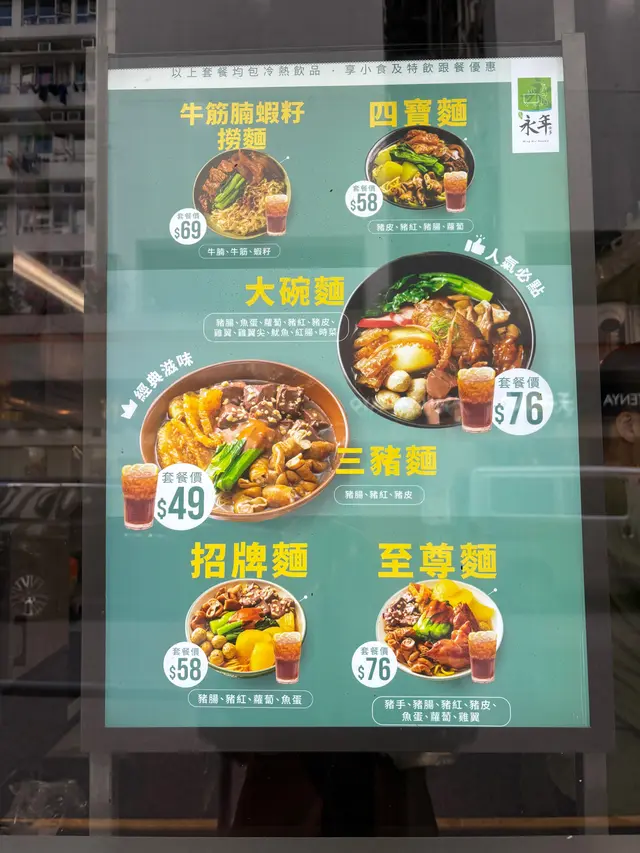 以上套餐均包冷熱飲品．享小食及特飲跟餐優惠
永年
牛筋腩蝦籽
撈麵
套餐價
$69
牛腩、牛筋、蝦籽
四寶麵
套餐價
$58
豬皮、豬紅、豬腸、蘿蔔
人氣必點
大碗麵
豬腸、魚蛋、蘿蔔、豬紅、豬皮、
雞翼、雞翼尖、魷魚、紅腸、時菜
套餐價
$76
經典滋味
三豬麵
套餐價
$49
豬腸、豬紅、豬皮
招牌麵
套餐價
$58
豬腸、豬紅、蘿蔔、魚蛋
至尊麵
套餐價
$76
豬手、豬腸、豬紅、豬皮、
魚蛋、蘿蔔、雞翼
TENYA